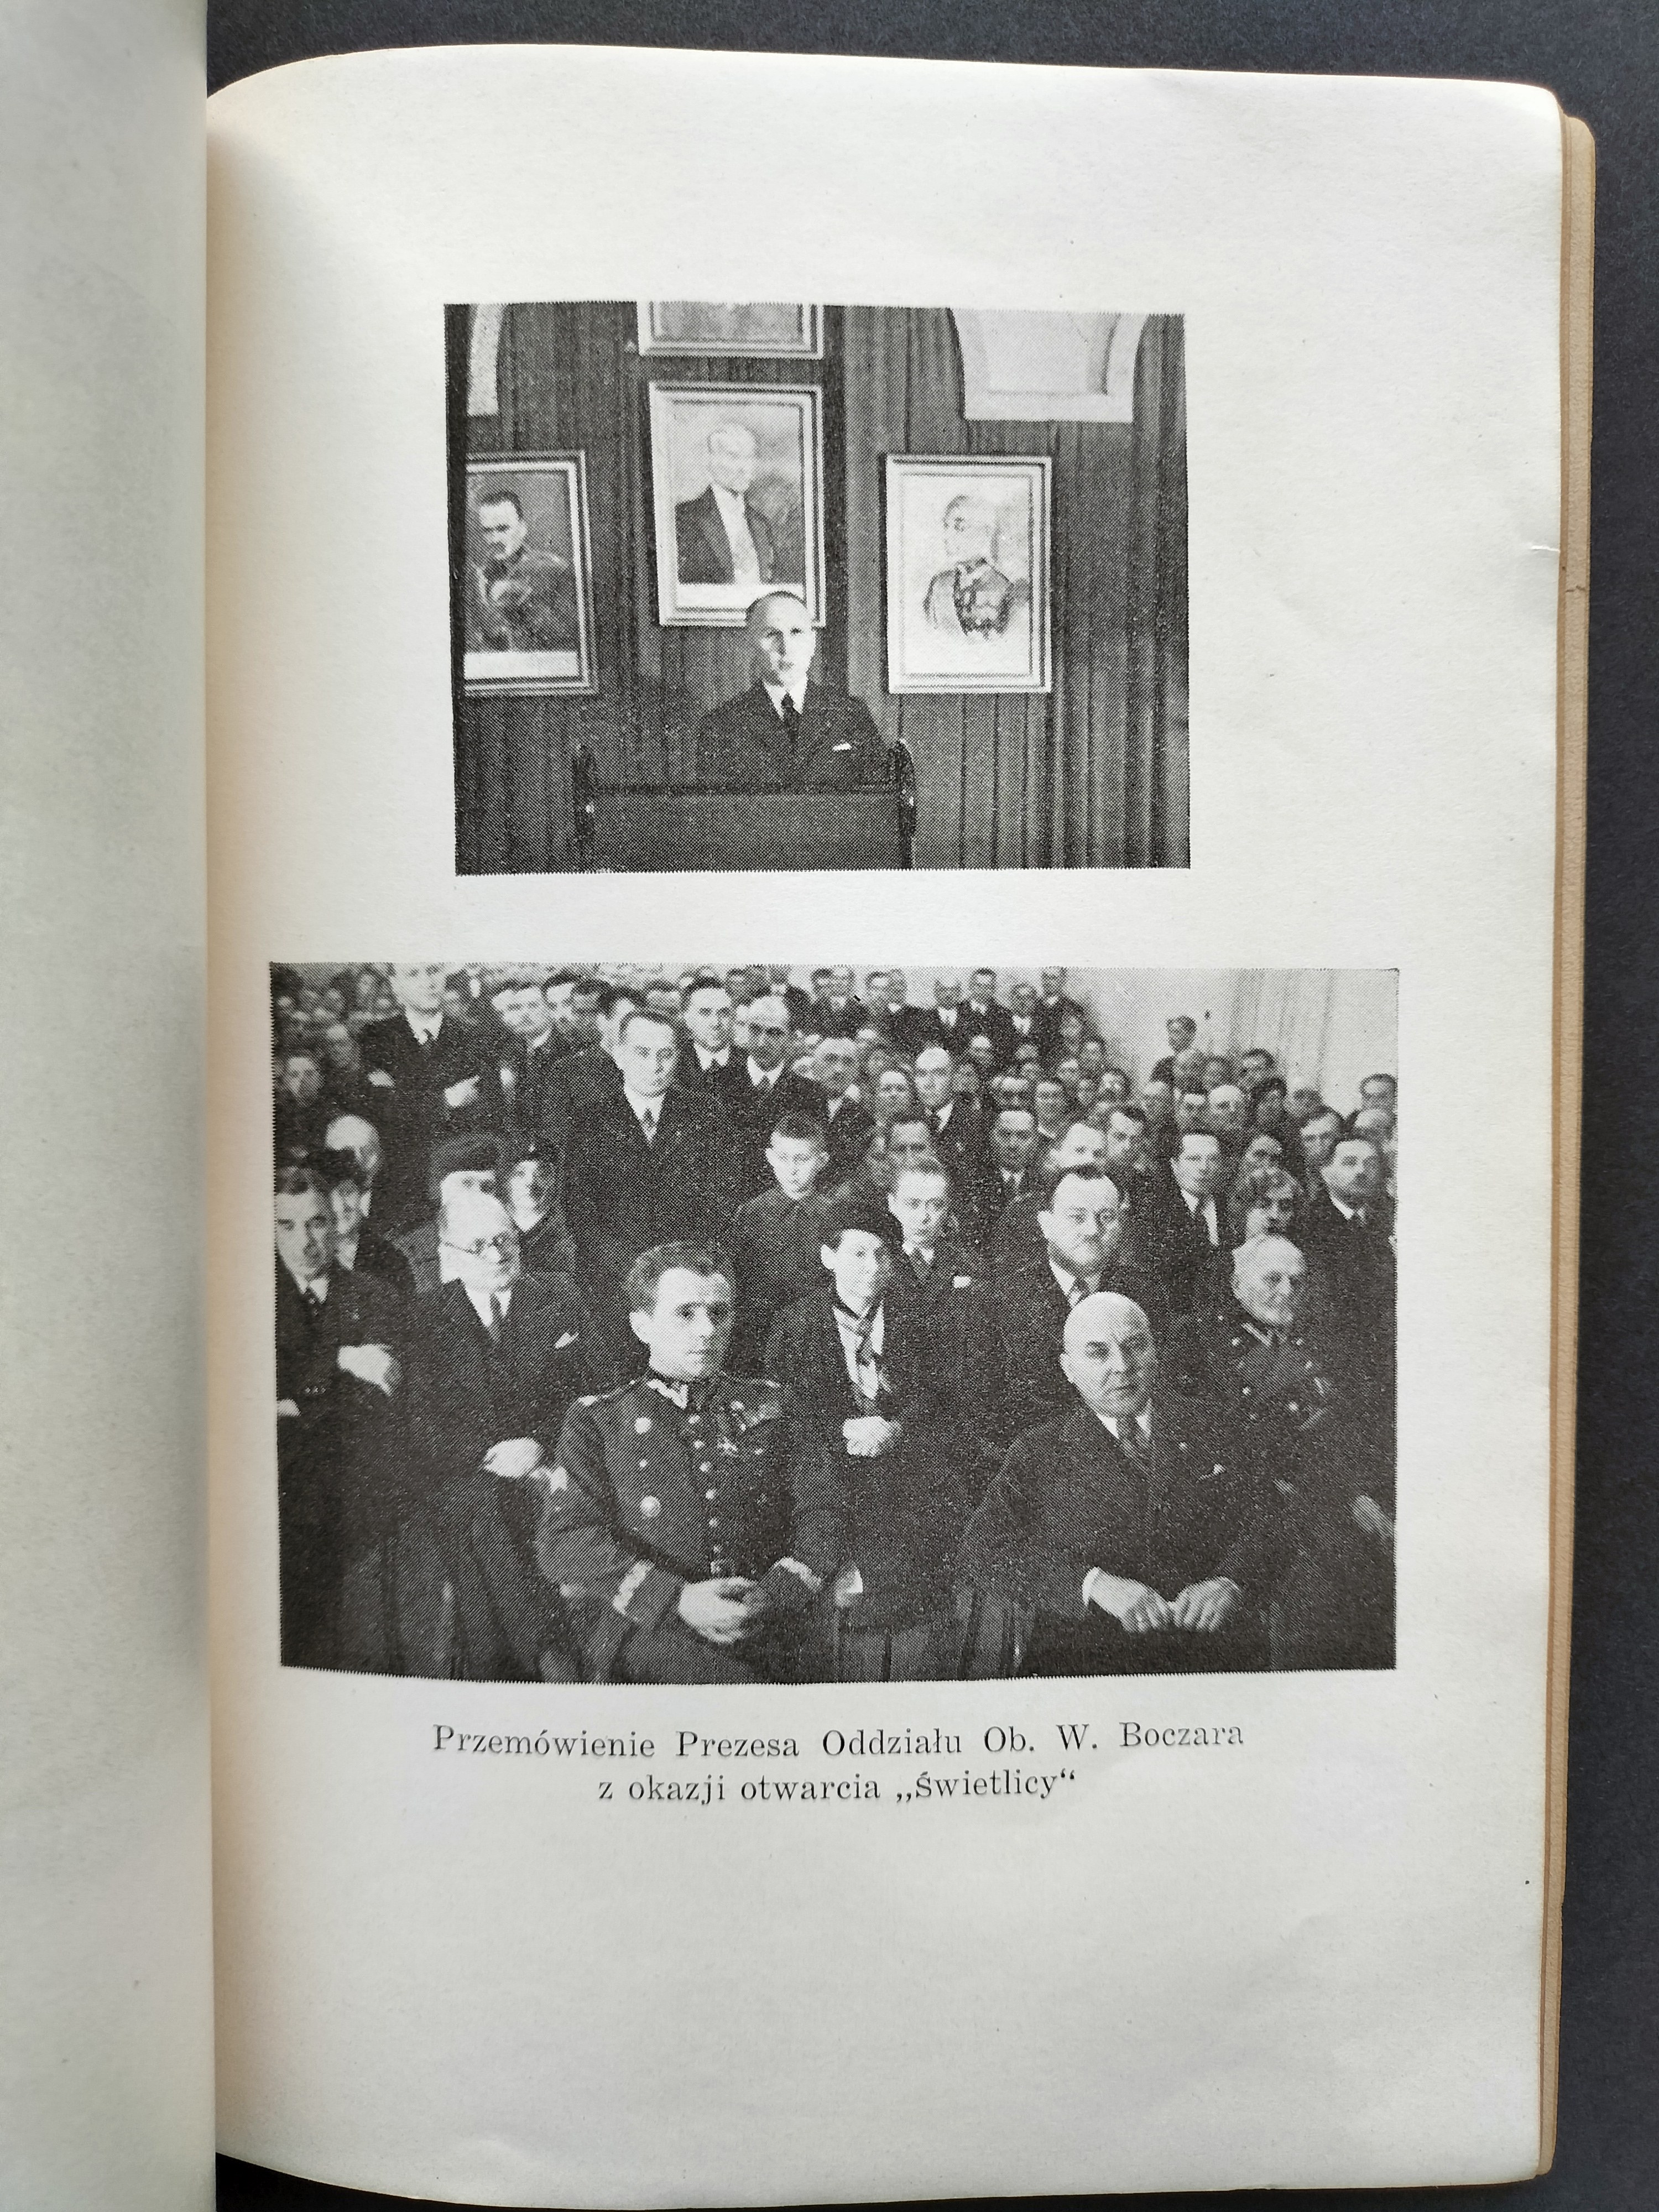 Przemówienie Prezesa Oddziału Ob. W. Boczara
z okazji otwarcia „Świetlicy“